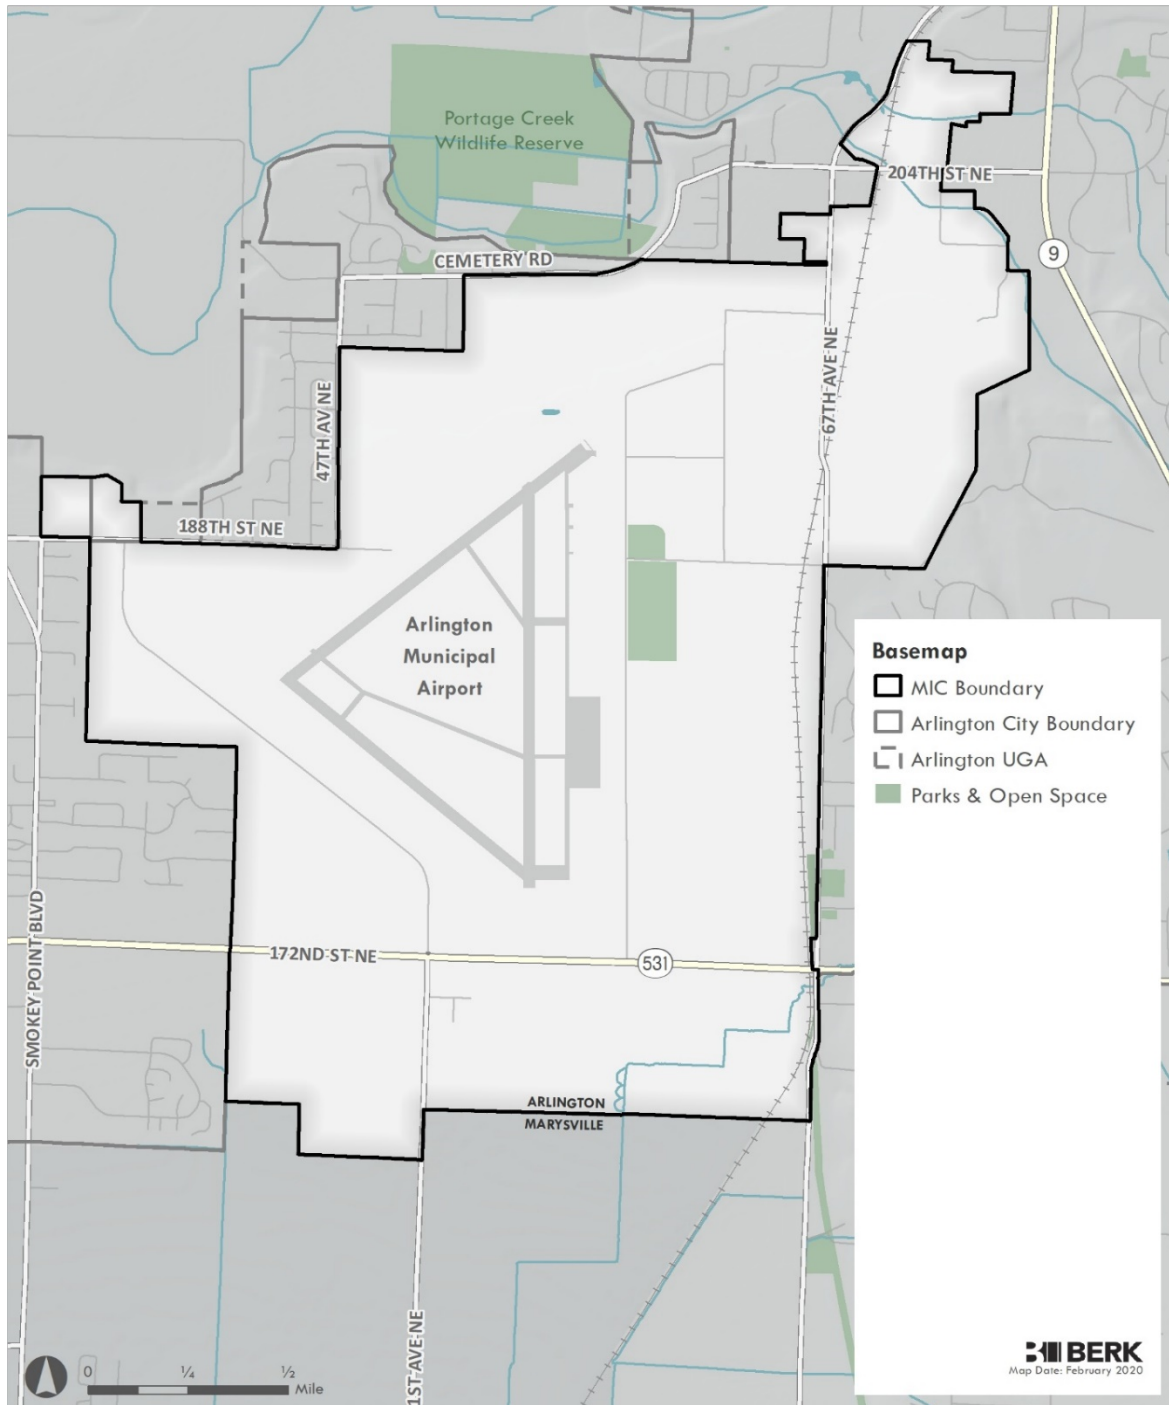 Portage Creek
Wildlife Reserve
204TH ST NE
9
CEMETERY RD
67TH AVE NE
47TH AV NE
188TH ST NE
Arlington
Municipal
Airport
Basemap
MIC Boundary
Arlington City Boundary
Arlington UGA
Parks & Open Space
SMOKEY POINT BLVD
172ND ST NE
531
ARLINGTON
MARYSVILLE
1ST AVE NE
0 ¼ ½
Mile
BERK
Map Date: February 2020